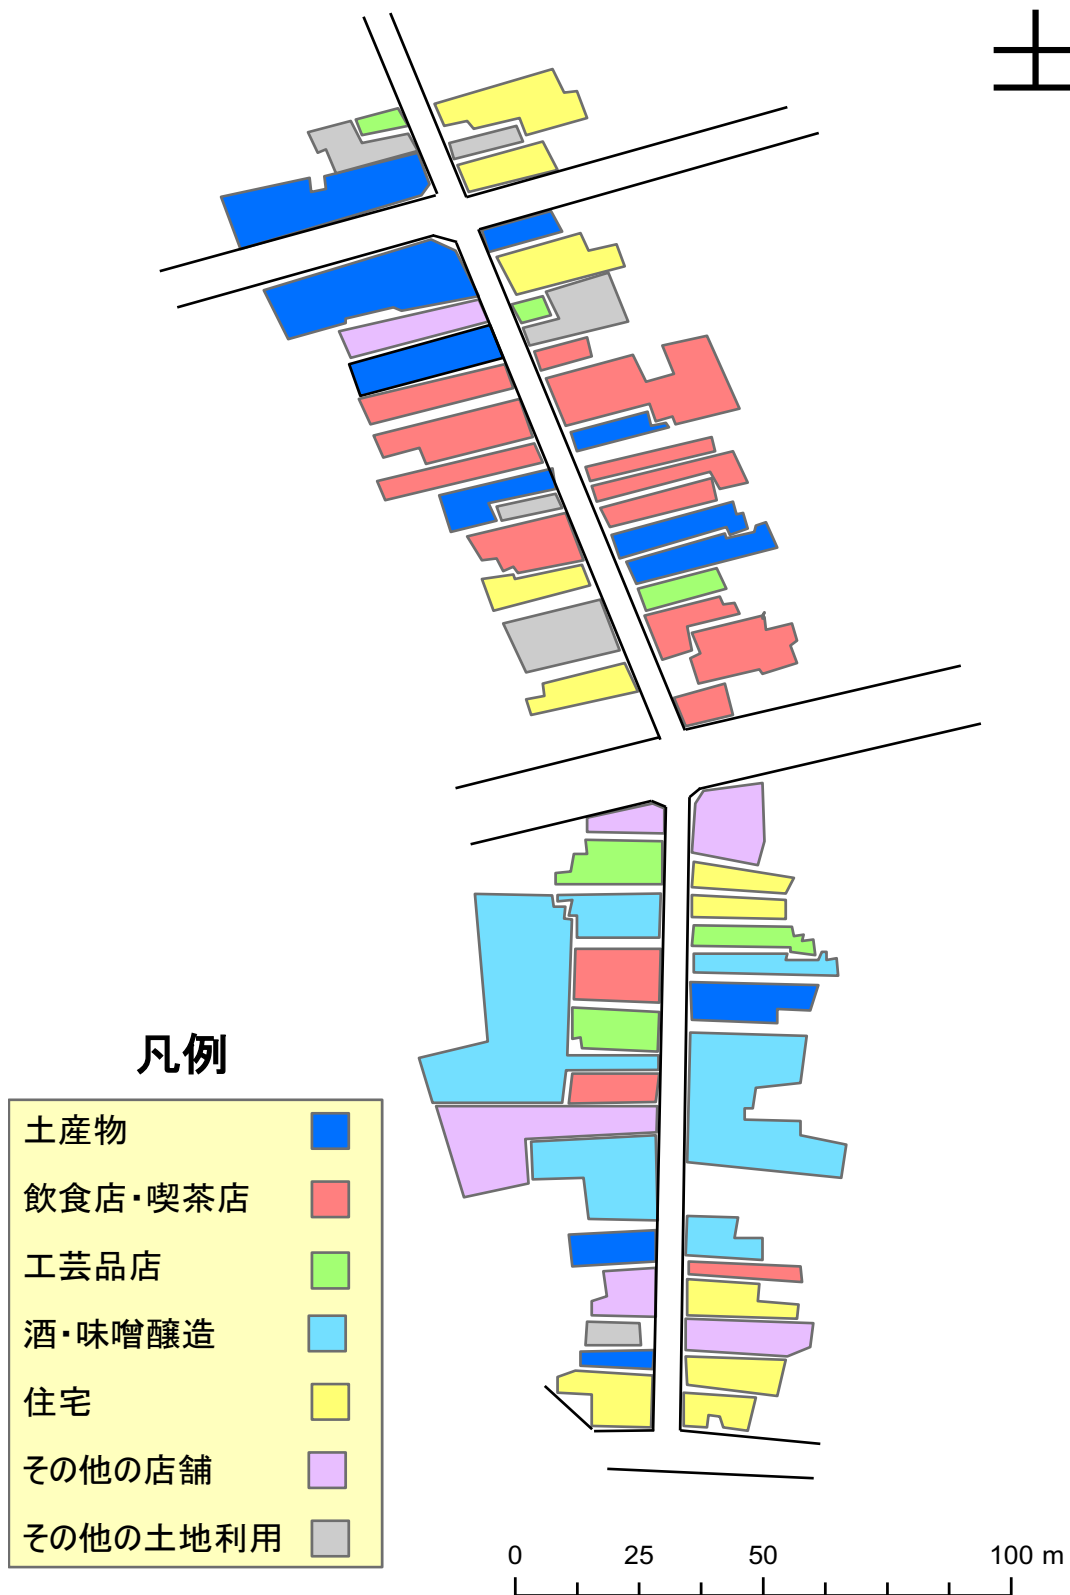 凡例
土産物
飲食店・喫茶店
工芸品店
酒・味噌醸造
住宅
その他の店舗
その他の土地利用
0 25 50 100 m